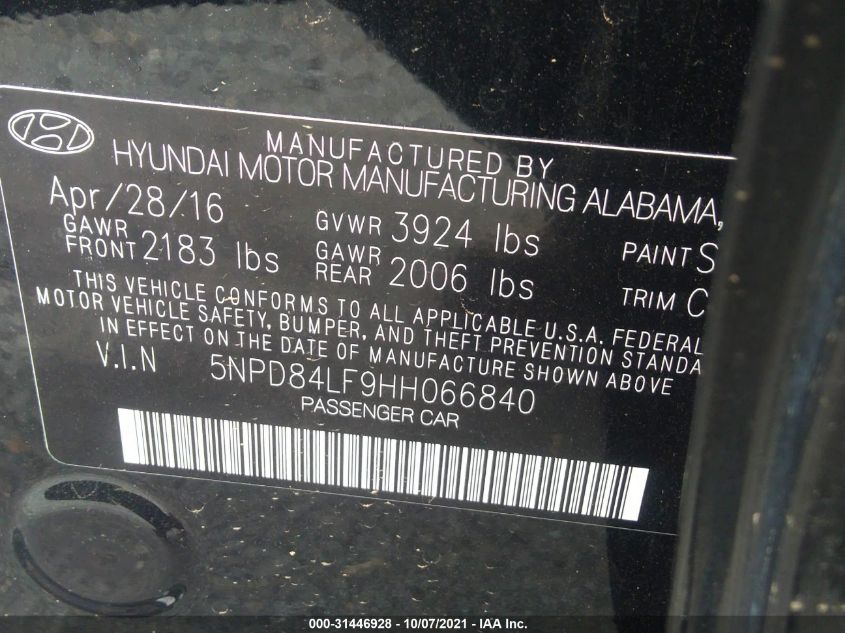 MANUFACTURED BY
HYUNDAI MOTOR MANUFACTURING ALABAMA,
Apr/28/16 GVWR 3924 lbs PAINT S
GAWR FRONT 2183 lbs GAWR REAR 2006 lbs TRIM C
THIS VEHICLE CONFORMS TO ALL APPLICABLE U.S.A. FEDERAL
MOTOR VEHICLE SAFETY, BUMPER, AND THEFT PREVENTION STANDA
IN EFFECT ON THE DATE OF MANUFACTURE SHOWN ABOVE
V.I.N 5NPD84LF9HH066840
PASSENGER CAR
000-31446928 - 10/07/2021 - IAA Inc.